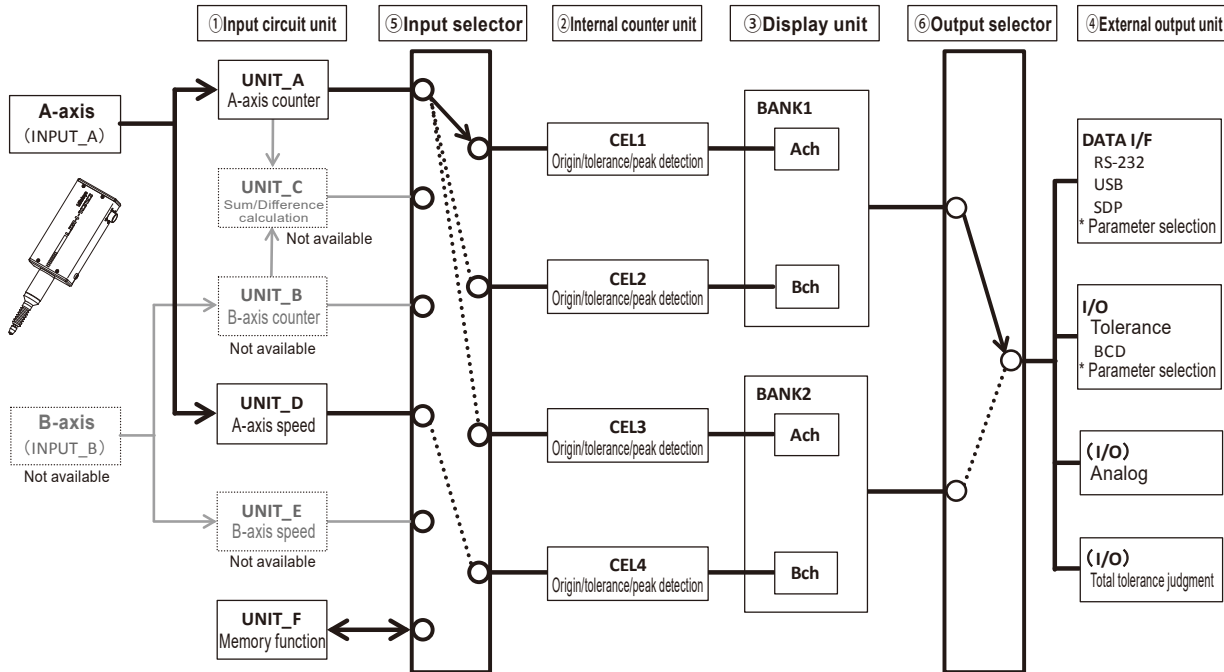 ①Input circuit unit
⑤Input selector
②Internal counter unit
③Display unit
⑥Output selector
④External output unit
A-axis
(INPUT_A)
B-axis
(INPUT_B)
Not available
UNIT_A
A-axis counter
UNIT_C
Sum/Difference
calculation
Not available
UNIT_B
B-axis counter
Not available
UNIT_D
A-axis speed
UNIT_E
B-axis speed
Not available
UNIT_F
Memory function
CEL1
Origin/tolerance/peak detection
CEL2
Origin/tolerance/peak detection
CEL3
Origin/tolerance/peak detection
CEL4
Origin/tolerance/peak detection
BANK1
Ach
Bch
BANK2
Ach
Bch
DATA I/F
RS-232
USB
SDP
* Parameter selection
I/O
Tolerance
BCD
* Parameter selection
(I/O)
Analog
(I/O)
Total tolerance judgment